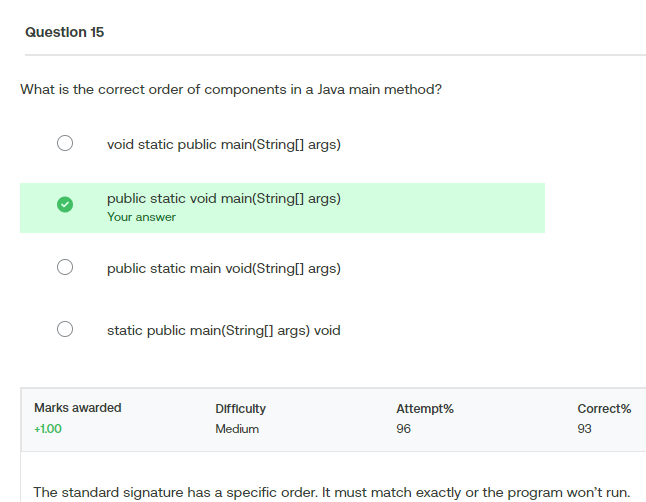 Question 15
What is the correct order of components in a Java main method?
void static public main(String[] args)
public static void main(String[] args)
Your answer
public static main void(String[] args)
static public main(String[] args) void
Marks awarded Difficulty Attempt% Correct%
+1.00 Medium 96 93
The standard signature has a specific order. It must match exactly or the program won’t run.